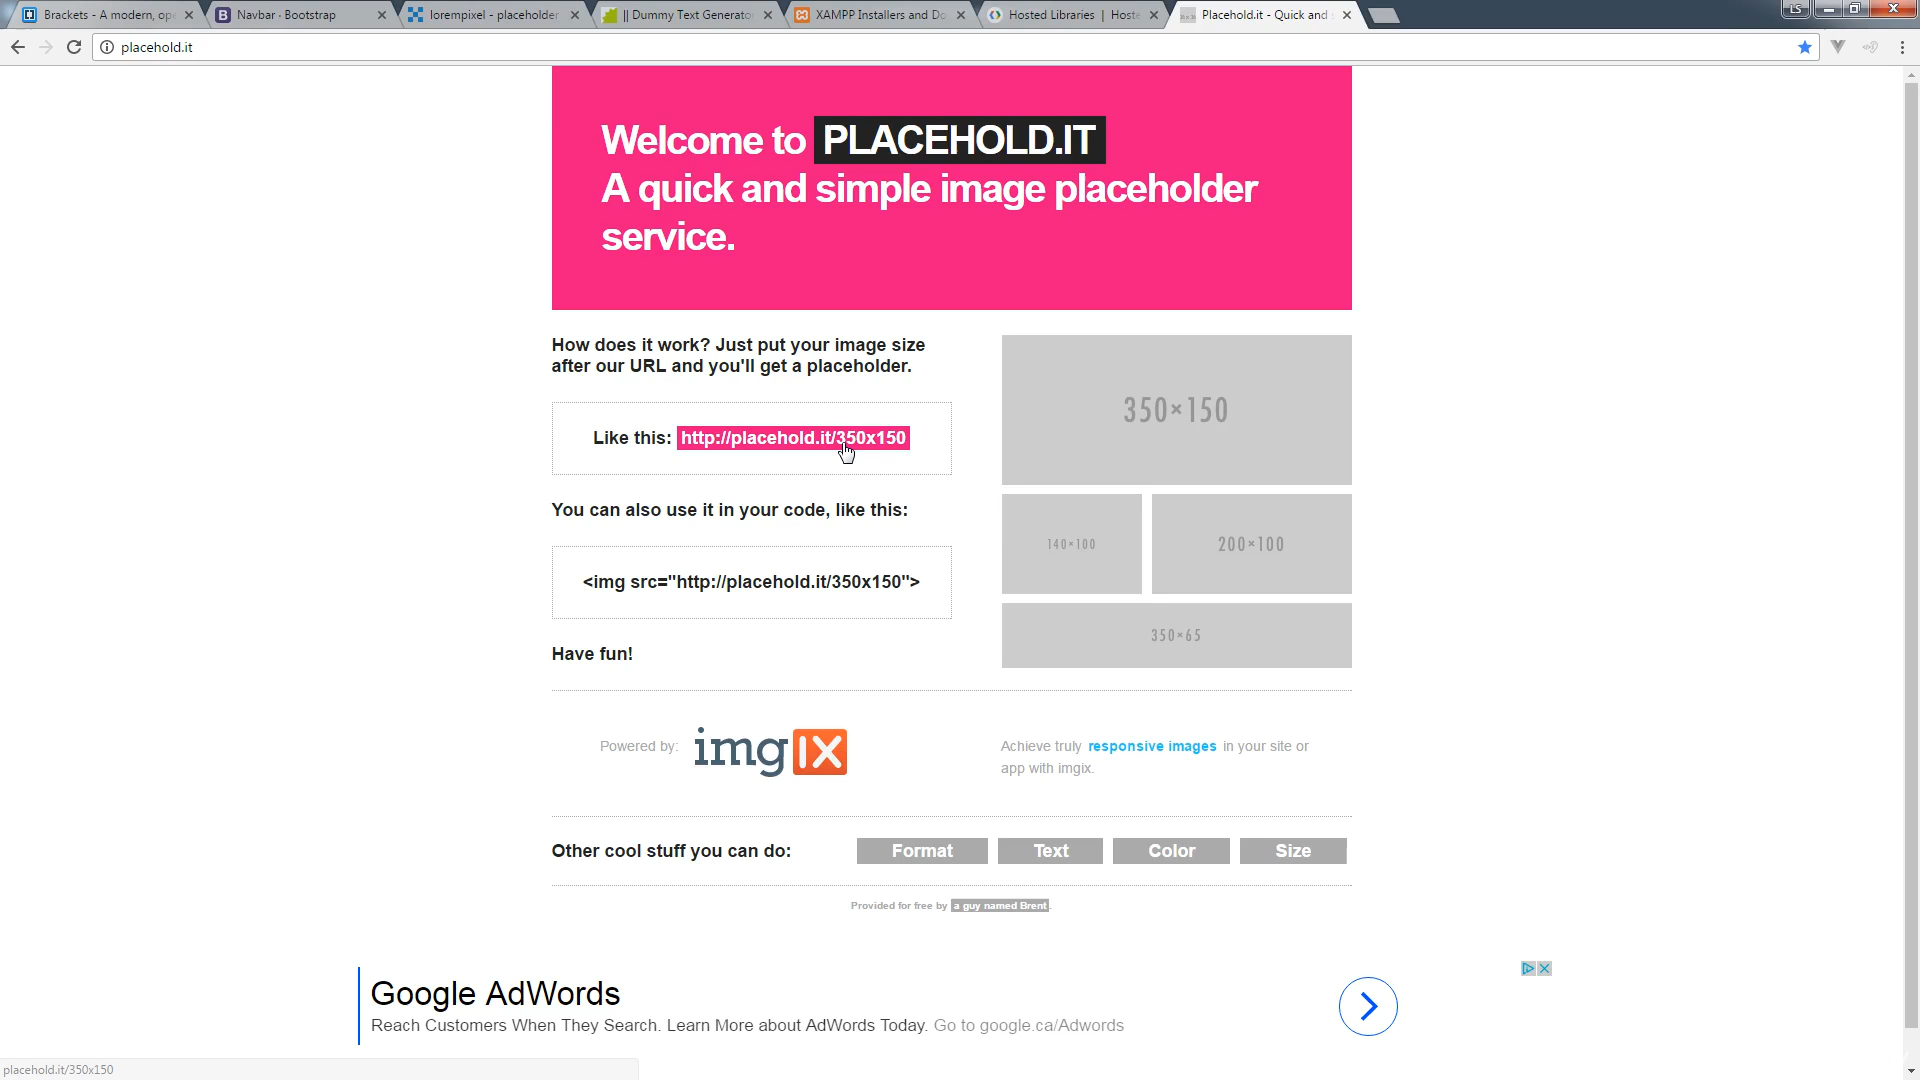 Brackets - A modern, ope
Navbar · Bootstrap
lorempixel - placeholder
|| Dummy Text Generato
XAMPP Installers and Do
Hosted Libraries | Hoste
Placehold.it - Quick and
LS
placehold.it
Welcome to PLACEHOLD.IT
A quick and simple image placeholder
service.
How does it work? Just put your image size
after our URL and you'll get a placeholder.
Like this: http://placehold.it/350x150
You can also use it in your code, like this:
<img src="http://placehold.it/350x150">
Have fun!
350×150
140×100
200×100
350×65
Powered by: imgIX
Achieve truly responsive images in your site or
app with imgix.
Other cool stuff you can do:
Format
Text
Color
Size
Provided for free by a guy named Brent.
Google AdWords
Reach Customers When They Search. Learn More about AdWords Today. Go to google.ca/Adwords
placehold.it/350x150